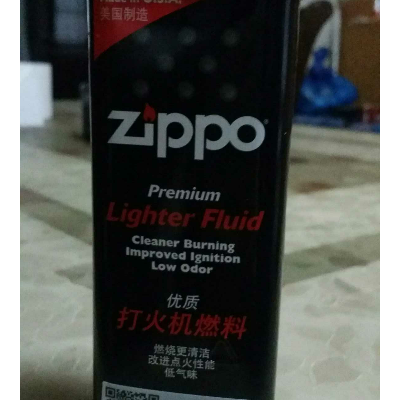 美国制造
Zippo
Premium
Lighter Fluid
Cleaner Burning
Improved Ignition
Low Odor
优质
打火机燃料
燃烧更清洁
改进点火性能
低气味